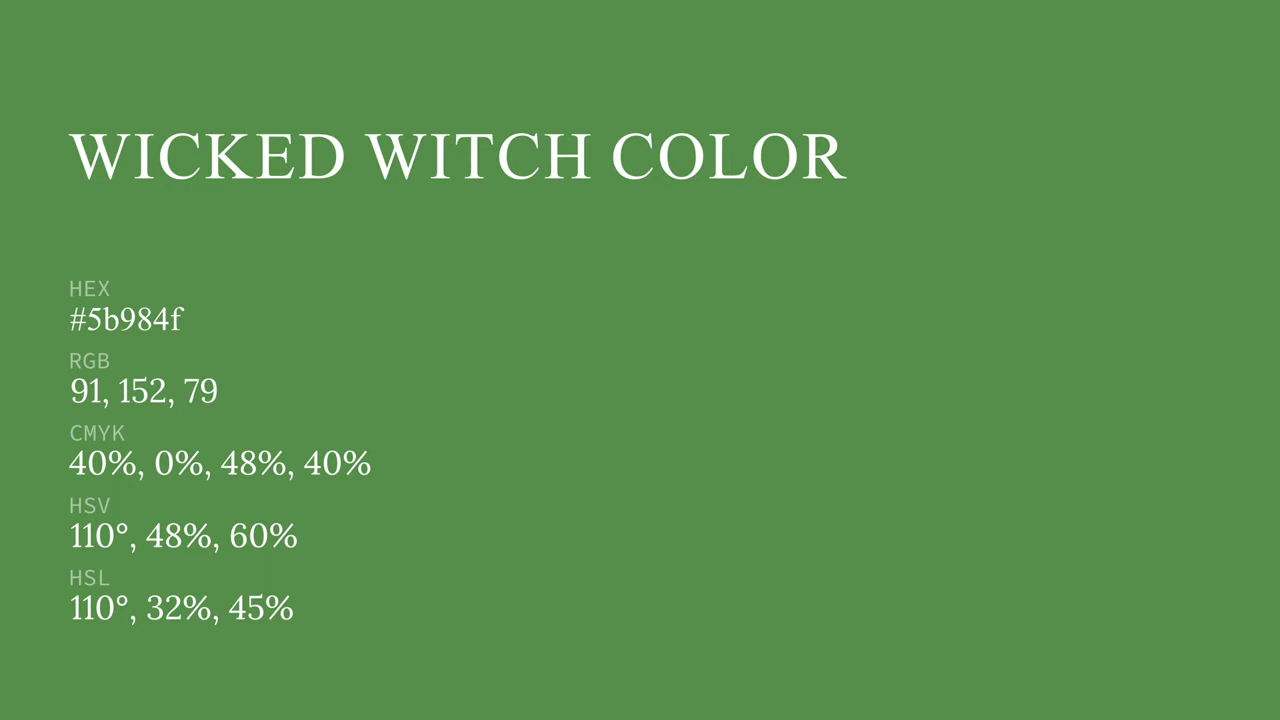 WICKED WITCH COLOR
HEX
#5b984f
RGB
91, 152, 79
CMYK
40%, 0%, 48%, 40%
HSV
110°, 48%, 60%
HSL
110°, 32%, 45%